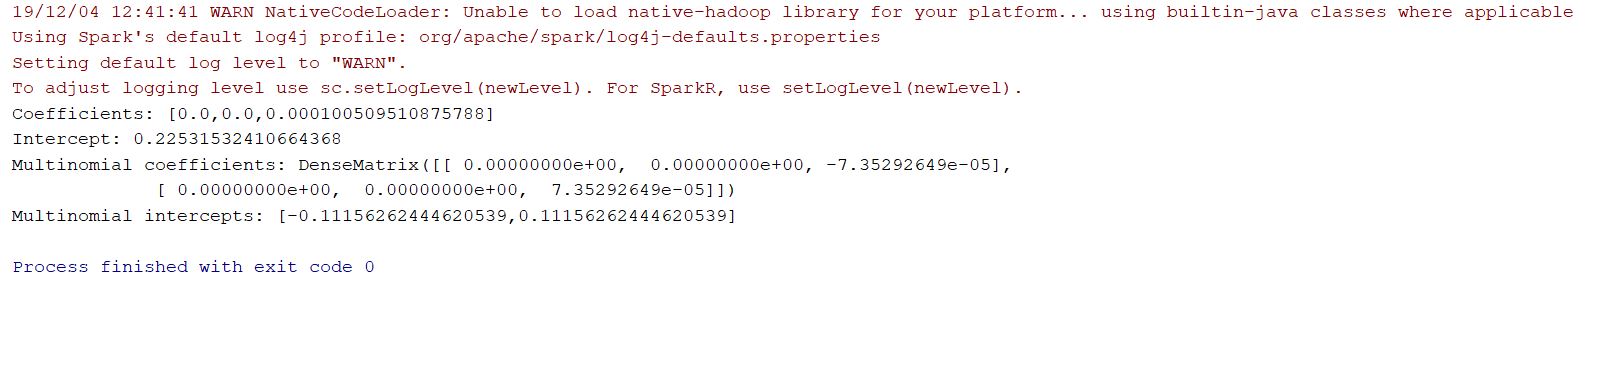 19/12/04 12:41:41 WARN NativeCodeLoader: Unable to load native-hadoop library for your platform... using builtin-java classes where applicable
Using Spark's default log4j profile: org/apache/spark/log4j-defaults.properties
Setting default log level to "WARN".
To adjust logging level use sc.setLogLevel(newLevel). For SparkR, use setLogLevel(newLevel).
Coefficients: [0.0,0.0,0.000100509510875788]
Intercept: 0.22531532410664368
Multinomial coefficients: DenseMatrix([[ 0.00000000e+00,  0.00000000e+00, -7.35292649e-05],
             [ 0.00000000e+00,  0.00000000e+00,  7.35292649e-05]])
Multinomial intercepts: [-0.11156262444620539,0.11156262444620539]
Process finished with exit code 0